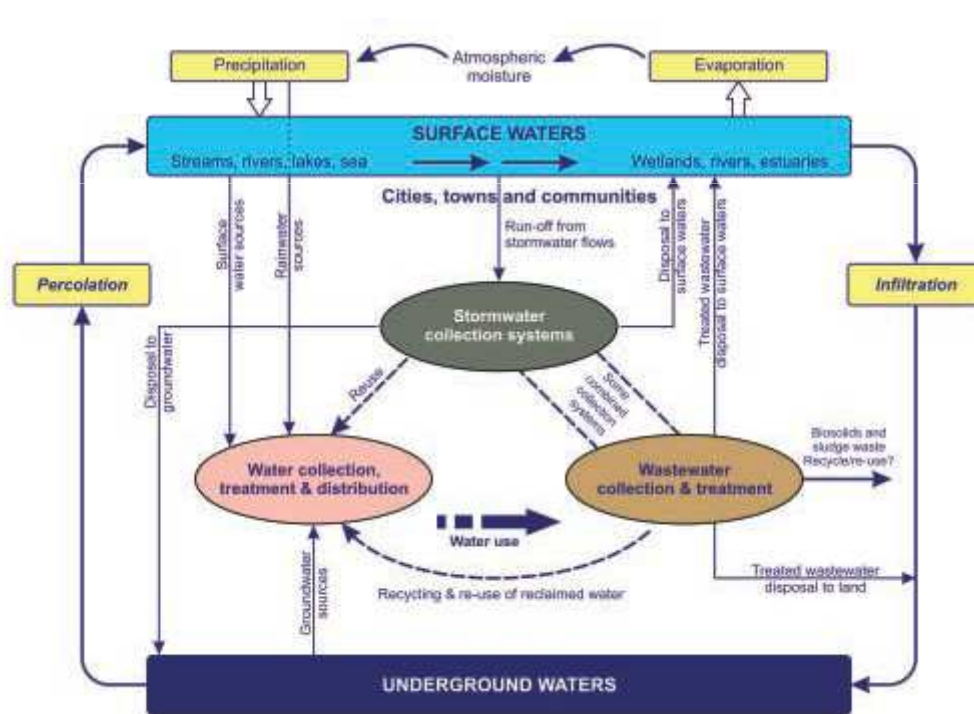 Precipitation
Atmospheric
moisture
Evaporation
SURFACE WATERS
Streams, rivers, lakes, sea
Wetlands, rivers, estuaries
Cities, towns and communities
Surface
water sources
Rainwater
sources
Run-off from
stormwater flows
Disposal to
surface waters
Treated wastewater
disposal to surface waters
Percolation
Infiltration
Stormwater
collection systems
Disposal to
groundwater
Reuse
Some
combined
collection
systems
Biosolids and
sludge waste
Recycle/re-use?
Water collection,
treatment & distribution
Wastewater
collection & treatment
Water use
Groundwater
sources
Recycling & re-use of reclaimed water
Treated wastewater
disposal to land
UNDERGROUND WATERS